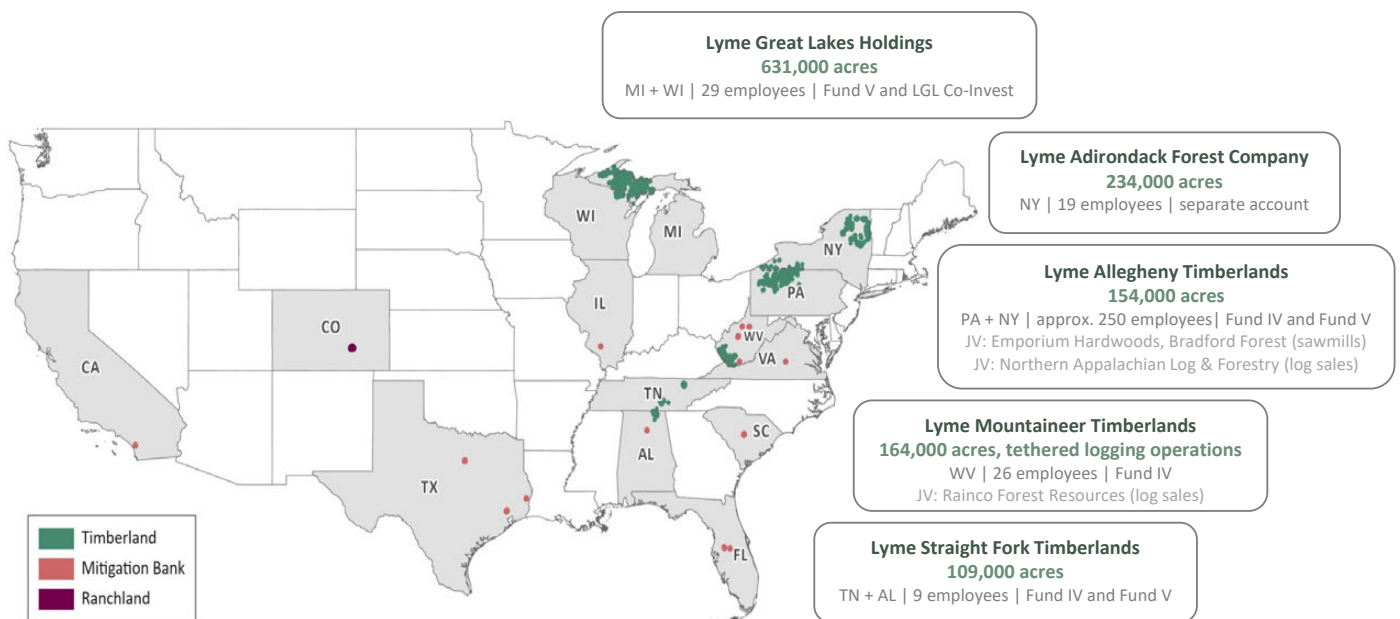 Lyme Great Lakes Holdings
631,000 acres
MI + WI | 29 employees | Fund V and LGL Co-Invest
Lyme Adirondack Forest Company
234,000 acres
NY | 19 employees | separate account
Lyme Allegheny Timberlands
154,000 acres
PA + NY | approx. 250 employees| Fund IV and Fund V
JV: Emporium Hardwoods, Bradford Forest (sawmills)
JV: Northern Appalachian Log & Forestry (log sales)
Lyme Mountaineer Timberlands
164,000 acres, tethered logging operations
WV | 26 employees | Fund IV
JV: Rainco Forest Resources (log sales)
Lyme Straight Fork Timberlands
109,000 acres
TN + AL | 9 employees | Fund IV and Fund V
WI
MI
NY
PA
IL
WV
VA
CO
CA
TN
SC
AL
TX
FL
Timberland
Mitigation Bank
Ranchland